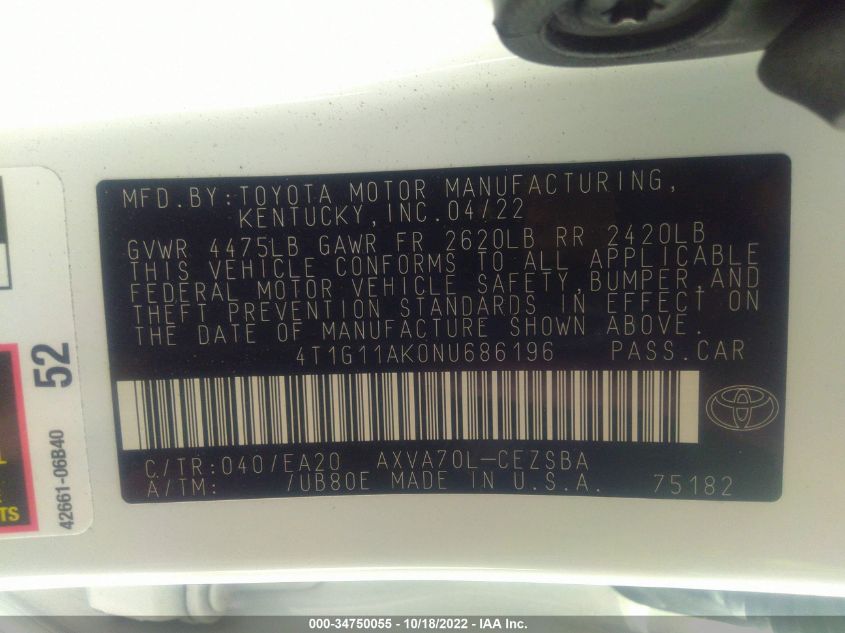 MFD.BY:TOYOTA MOTOR MANUFACTURING,
KENTUCKY,INC.04/22
GVWR 4475LB GAWR FR 2620LB RR 2420LB
THIS VEHICLE CONFORMS TO ALL APPLICABLE
FEDERAL MOTOR VEHICLE SAFETY,BUMPER,AND
THEFT PREVENTION STANDARDS IN EFFECT ON
THE DATE OF MANUFACTURE SHOWN ABOVE.
4T1G11AK0NU686196 PASS.CAR
C/TR:040/EA20 AXVA70L-CEZSBA
A/TM: /UB80E MADE IN U.S.A. 75182
52
42661-06B40
TS
000-34750055 - 10/18/2022 - IAA Inc.